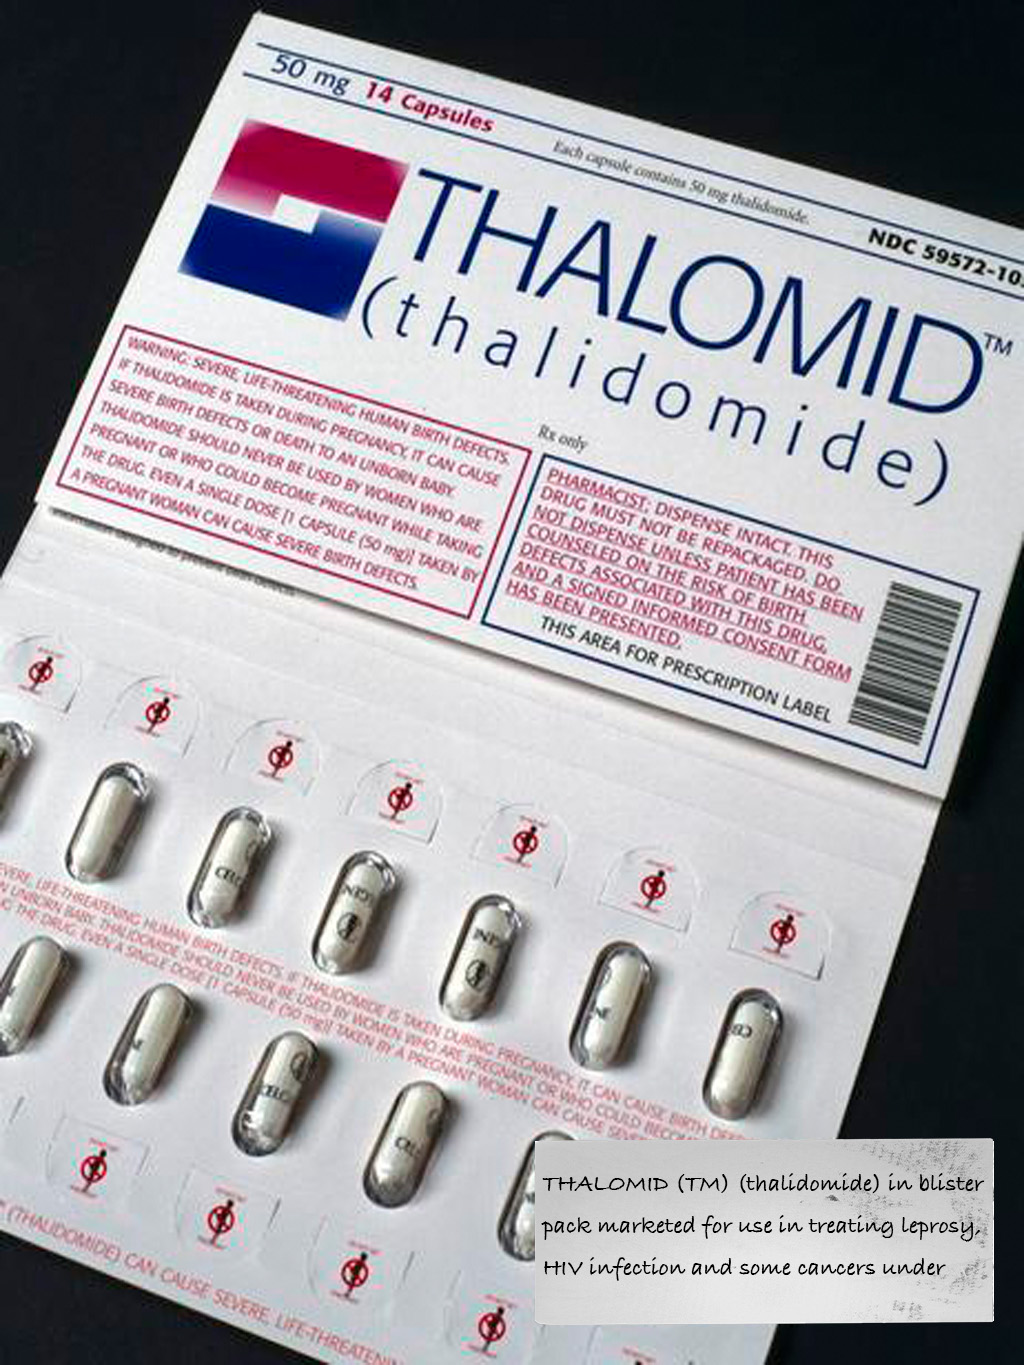 50 mg 14 Capsules
Each capsule contains 50 mg thalidomide.
NDC 59572-10
THALOMID™
(thalidomide)
Rx only
WARNING: SEVERE, LIFE-THREATENING HUMAN BIRTH DEFECTS.
IF THALIDOMIDE IS TAKEN DURING PREGNANCY, IT CAN CAUSE
SEVERE BIRTH DEFECTS OR DEATH TO AN UNBORN BABY.
THALIDOMIDE SHOULD NEVER BE USED BY WOMEN WHO ARE
PREGNANT OR WHO COULD BECOME PREGNANT WHILE TAKING
THE DRUG. EVEN A SINGLE DOSE [1 CAPSULE (50 mg)] TAKEN BY
A PREGNANT WOMAN CAN CAUSE SEVERE BIRTH DEFECTS.
PHARMACIST: DISPENSE INTACT. THIS
DRUG MUST NOT BE REPACKAGED. DO
NOT DISPENSE UNLESS PATIENT HAS BEEN
COUNSELED ON THE RISK OF BIRTH
DEFECTS ASSOCIATED WITH THIS DRUG,
AND A SIGNED INFORMED CONSENT FORM
HAS BEEN PRESENTED.
THIS AREA FOR PRESCRIPTION LABEL
SEVERE, LIFE-THREATENING HUMAN BIRTH DEFECTS. IF THALIDOMIDE IS TAKEN DURING PREGNANCY, IT CAN CAUSE BIRTH
UNBORN BABY. THALIDOMIDE SHOULD NEVER BE USED BY WOMEN WHO ARE PREGNANT OR WHO COULD BECOME
THE DRUG. EVEN A SINGLE DOSE [1 CAPSULE (50 mg)] TAKEN BY A PREGNANT WOMAN CAN CAUSE
(THALIDOMIDE) CAN CAUSE SEVERE, LIFE-THREATENIN
THALOMID (TM) (thalidomide) in blister
pack marketed for use in treating leprosy,
HIV infection and some cancers under